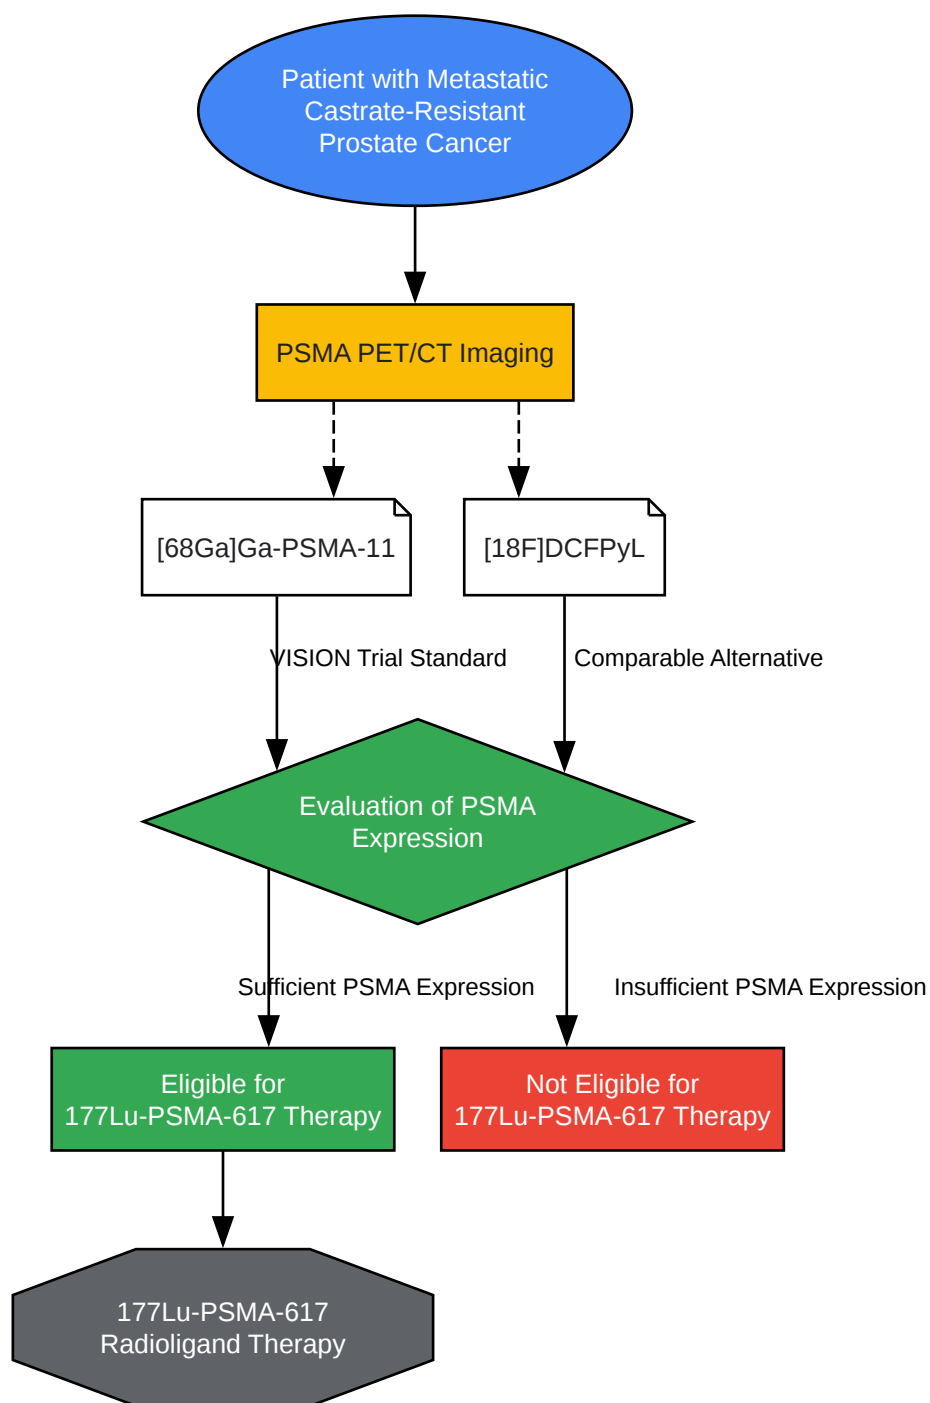 Patient with Metastatic
Castrate-Resistant
Prostate Cancer
PSMA PET/CT Imaging
[68Ga]Ga-PSMA-11
[18F]DCFPyL
VISION Trial Standard
Comparable Alternative
Evaluation of PSMA
Expression
Sufficient PSMA Expression
Insufficient PSMA Expression
Eligible for
177Lu-PSMA-617 Therapy
Not Eligible for
177Lu-PSMA-617 Therapy
177Lu-PSMA-617
Radioligand Therapy